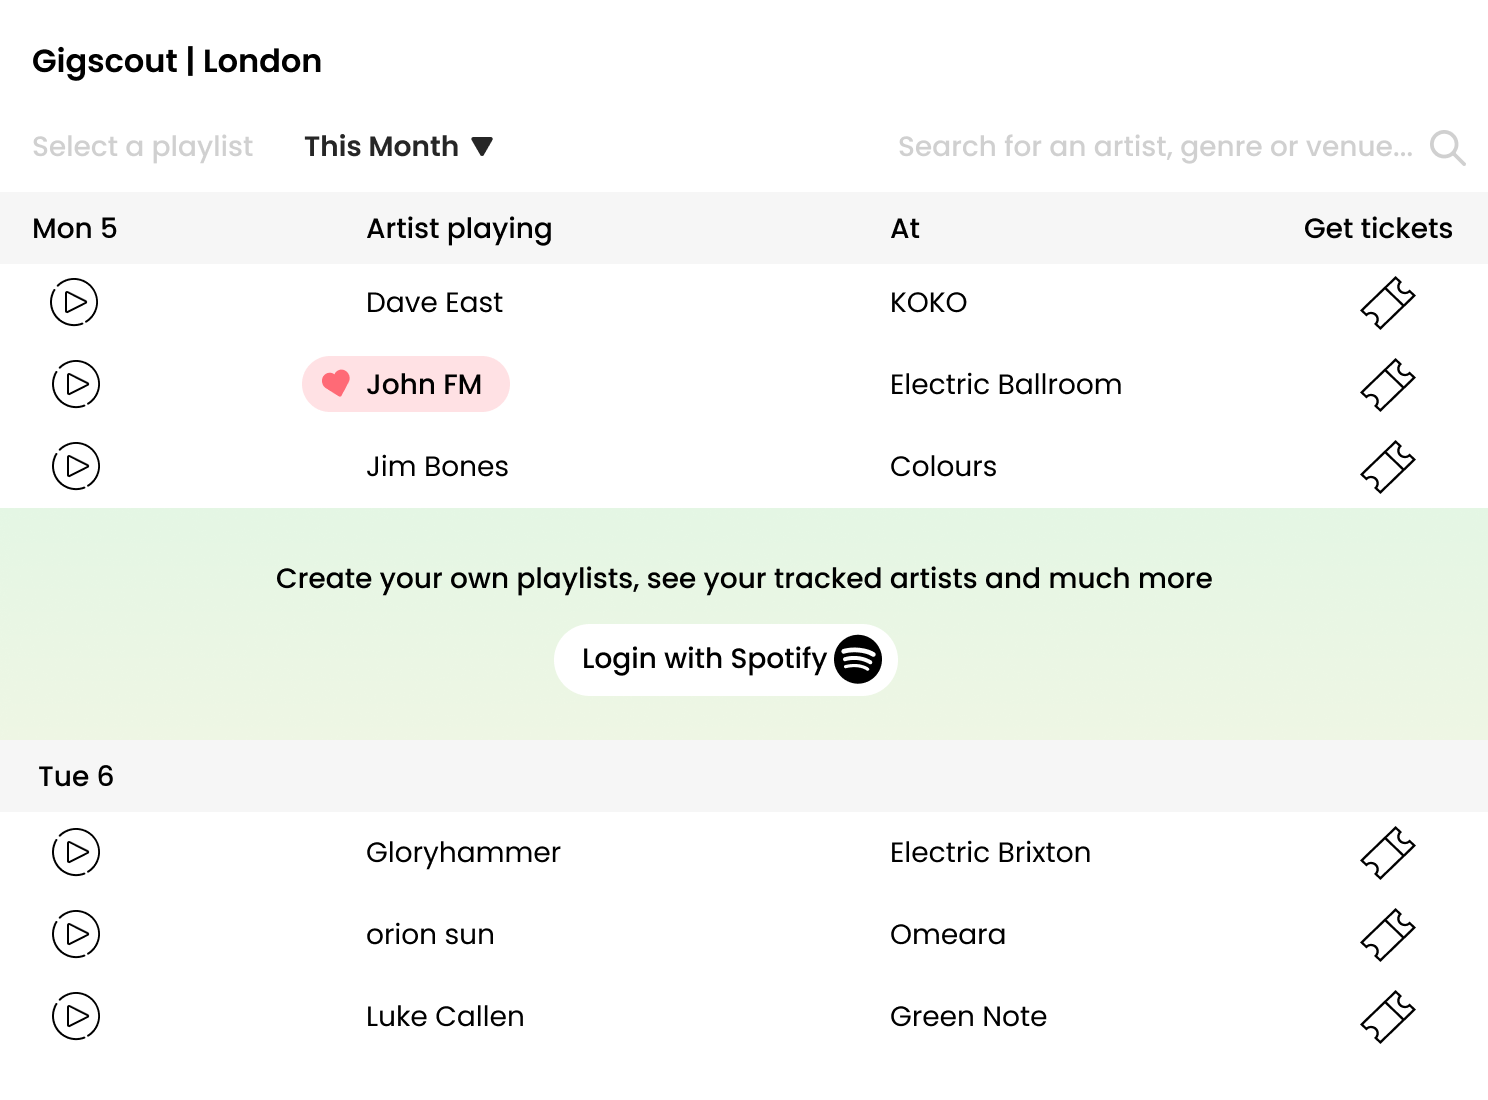 Gigscout | London
Select a playlist This Month ▼ Search for an artist, genre or venue...
Mon 5 Artist playing At Get tickets
Dave East KOKO
John FM Electric Ballroom
Jim Bones Colours
Create your own playlists, see your tracked artists and much more
Login with Spotify
Tue 6
Gloryhammer Electric Brixton
orion sun Omeara
Luke Callen Green Note